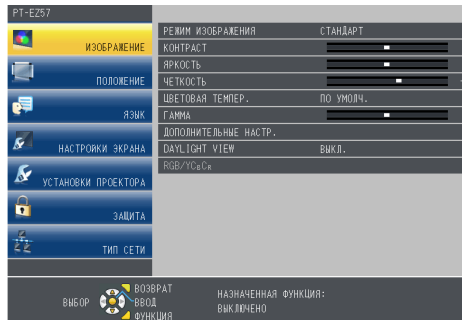 PT-EZ57
ИЗОБРАЖЕНИЕ
ПОЛОЖЕНИЕ
ЯЗЫК
НАСТРОЙКИ ЭКРАНА
УСТАНОВКИ ПРОЕКТОРА
ЗАЩИТА
ТИП СЕТИ
РЕЖИМ ИЗОБРАЖЕНИЯ СТАНДАРТ
КОНТРАСТ
ЯРКОСТЬ
ЧЕТКОСТЬ
ЦВЕТОВАЯ ТЕМПЕР. ПО УМОЛЧ.
ГАММА
ДОПОЛНИТЕЛЬНЫЕ НАСТР.
DAYLIGHT VIEW ВЫКЛ.
RGB/YCBCR
ВЫБОР
ВОЗВРАТ
ВВОД
ФУНКЦИЯ
НАЗНАЧЕННАЯ ФУНКЦИЯ:
ВЫКЛЮЧЕНО